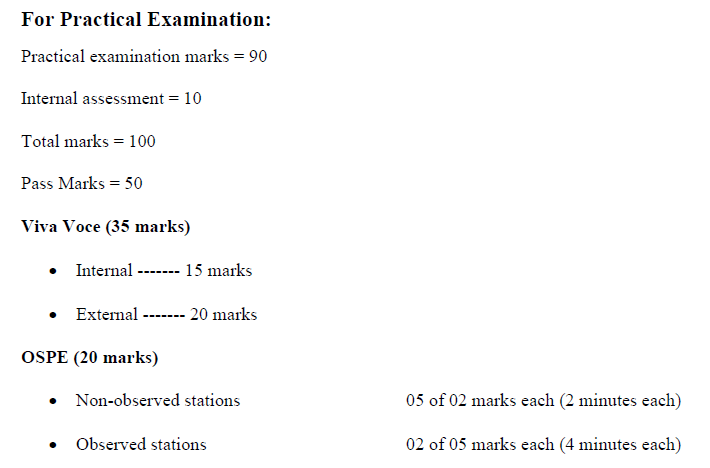 For Practical Examination:
Practical examination marks = 90
Internal assessment = 10
Total marks = 100
Pass Marks = 50
Viva Voce (35 marks)
• Internal ------- 15 marks
• External ------- 20 marks
OSPE (20 marks)
• Non-observed stations 05 of 02 marks each (2 minutes each)
• Observed stations 02 of 05 marks each (4 minutes each)